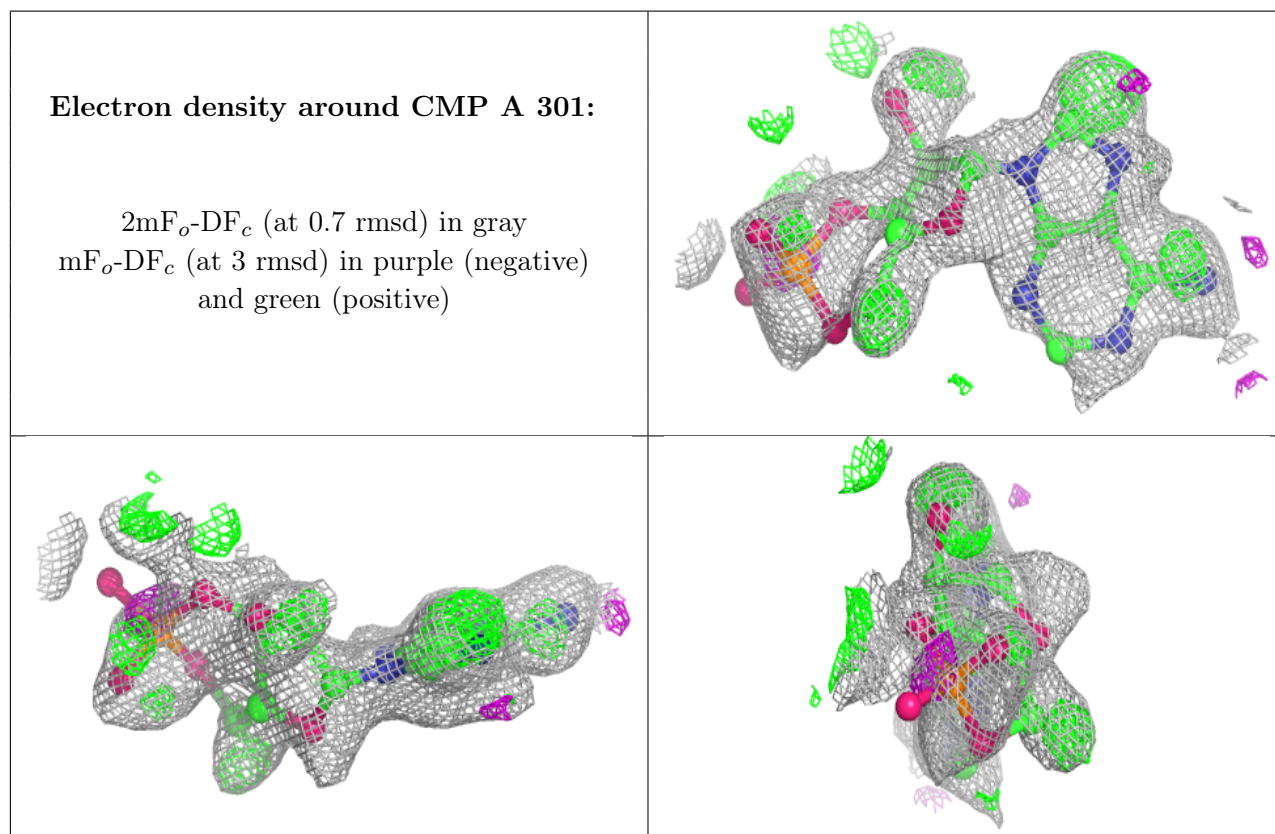 Electron density around CMP A 301:
2mFo-DFc (at 0.7 rmsd) in gray
mFo-DFc (at 3 rmsd) in purple (negative)
and green (positive)